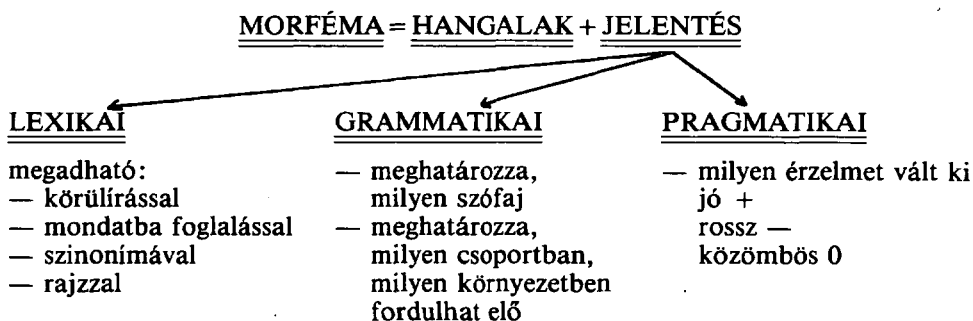 MORFÉMA = HANGALAK + JELENTÉS
LEXIKAI
megadható:
— körülírással
— mondatba foglalással
— szinonímával
— rajzzal
GRAMMATIKAI
— meghatározza,
milyen szófaj
— meghatározza,
milyen csoportban,
milyen környezetben
fordulhat elő
PRAGMATIKAI
— milyen érzelmet vált ki
jó +
rossz —
közömbös 0